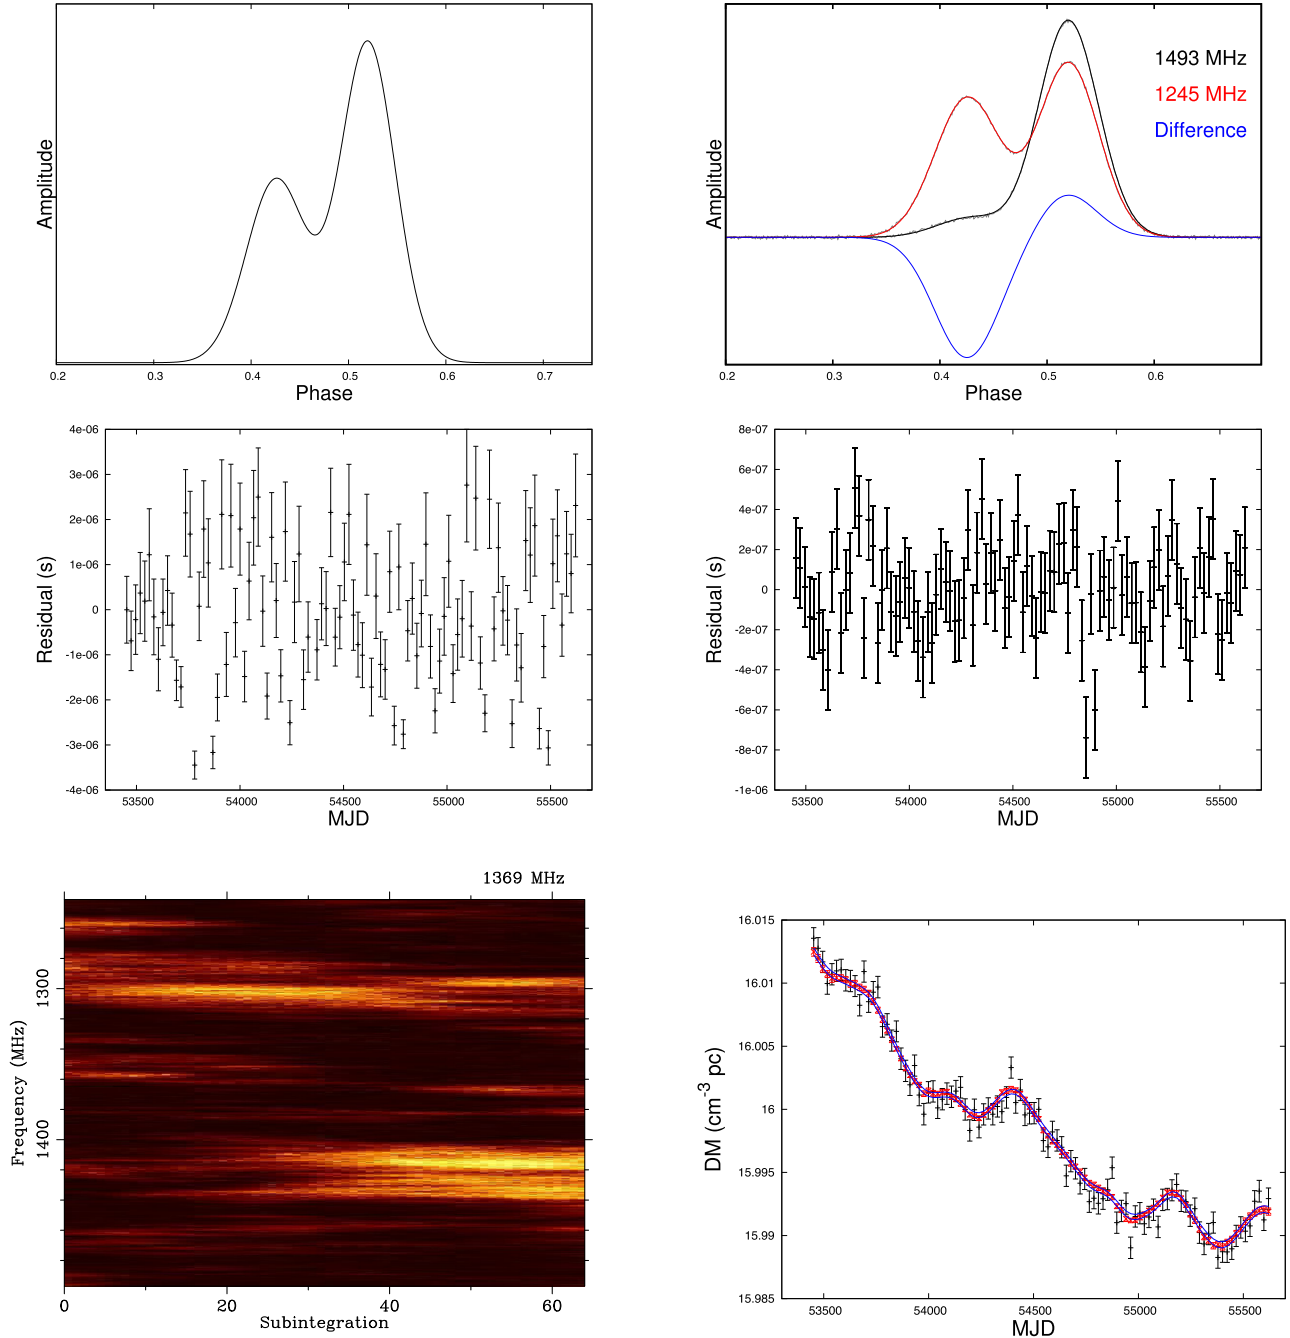 Amplitude
0.2 0.3 0.4 0.5 0.6 0.7
Phase
1493 MHz
1245 MHz
Difference
Amplitude
0.2 0.3 0.4 0.5 0.6
Phase
4e-06
3e-06
2e-06
1e-06
0
-1e-06
-2e-06
-3e-06
-4e-06
Residual (s)
53500 54000 54500 55000 55500
MJD
8e-07
6e-07
4e-07
2e-07
0
-2e-07
-4e-07
-6e-07
-8e-07
-1e-06
Residual (s)
53500 54000 54500 55000 55500
MJD
1369 MHz
1300
1400
Frequency (MHz)
0 20 40 60
Subintegration
16.015
16.01
16.005
16
15.995
15.99
15.985
DM (cm⁻³ pc)
53500 54000 54500 55000 55500
MJD